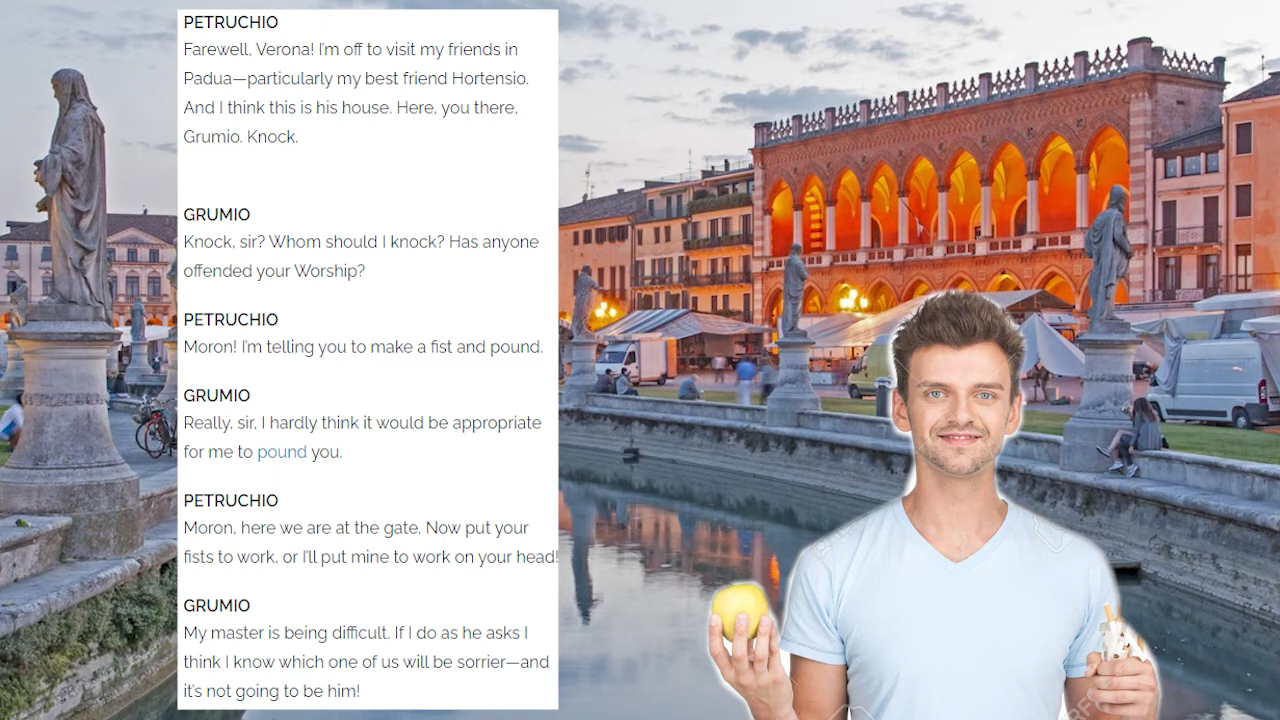 PETRUCHIO
Farewell, Verona! I'm off to visit my friends in
Padua—particularly my best friend Hortensio.
And I think this is his house. Here, you there,
Grumio. Knock.
GRUMIO
Knock, sir? Whom should I knock? Has anyone
offended your Worship?
PETRUCHIO
Moron! I'm telling you to make a fist and pound.
GRUMIO
Really, sir, I hardly think it would be appropriate
for me to pound you.
PETRUCHIO
Moron, here we are at the gate. Now put your
fists to work, or I'll put mine to work on your head!
GRUMIO
My master is being difficult. If I do as he asks I
think I know which one of us will be sorrier—and
it's not going to be him!